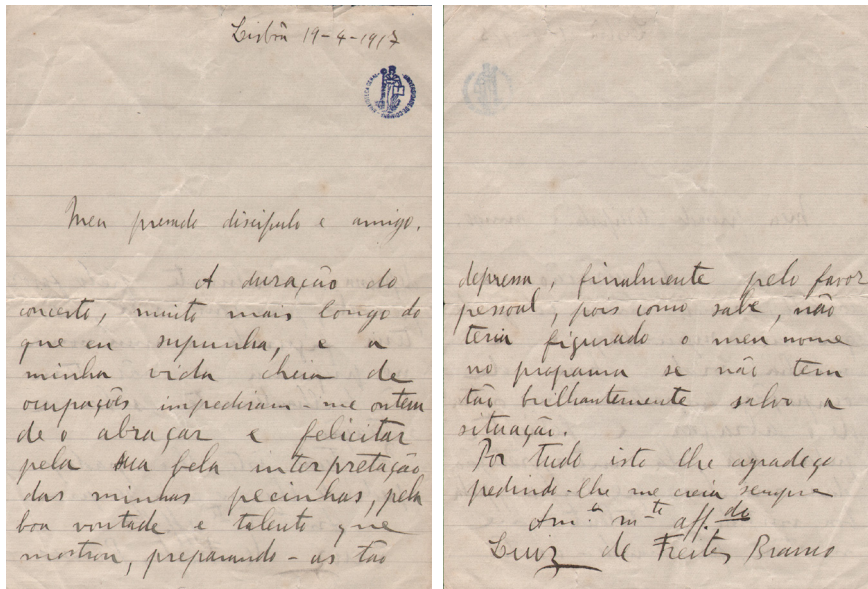 Lisbôa 19-4-1917
Meu presado discipulo e amigo.
A duração do
concerto, muito mais longo do
que eu supunha, e a
minha vida cheia de
ocupações impediram-me ontem
de o abraçar e felicitar
pela sua bela interpretação
das minhas pecinhas, pela
boa vontade e talento que
mostrou, preparando-as tão
depressa, finalmente pelo favor
pessoal, pois como sabe, não
teria figurado o meu nome
no programa se não tem
tão brilhantemente salvo a
situação.
Por tudo isto lhe agradeço
pedindo-lhe me creia sempre
Am.º m.to aff.do
Luiz de Freitas Branco